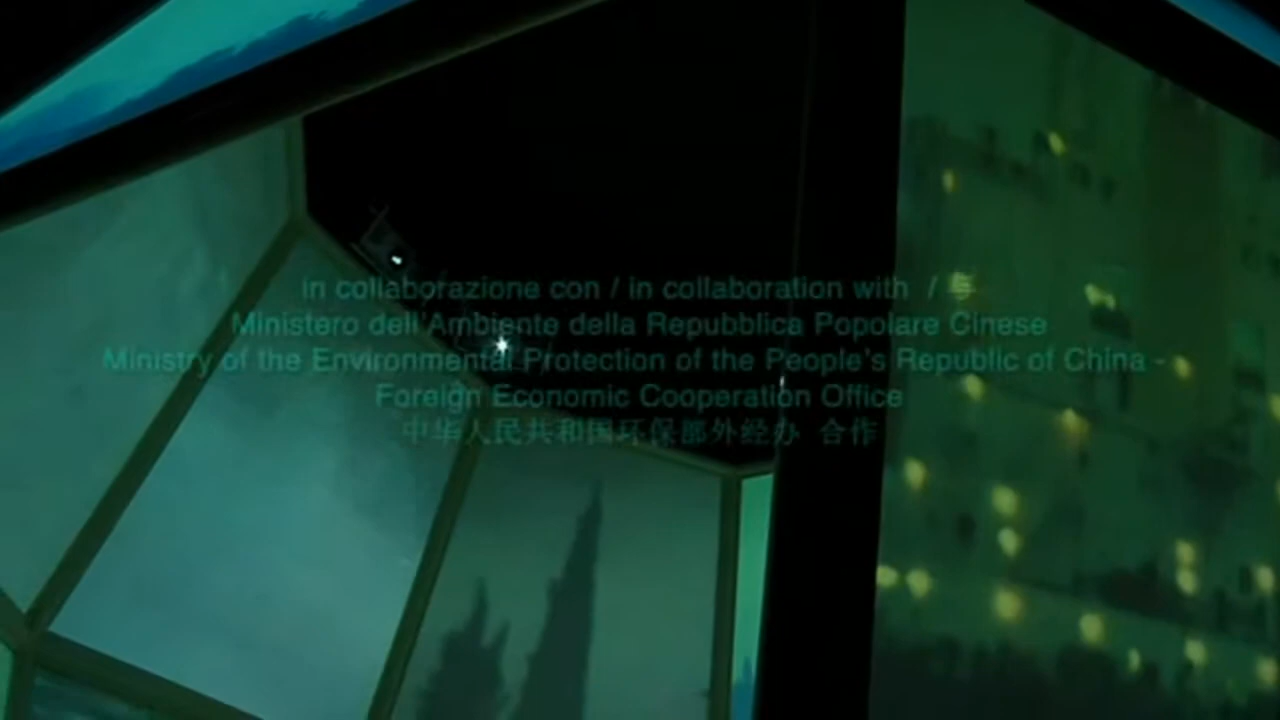 in collaborazione con / in collaboration with / 与
Ministero dell'Ambiente della Repubblica Popolare Cinese
Ministry of the Environmental Protection of the People's Republic of China -
Foreign Economic Cooperation Office
中华人民共和国环保部外经办 合作